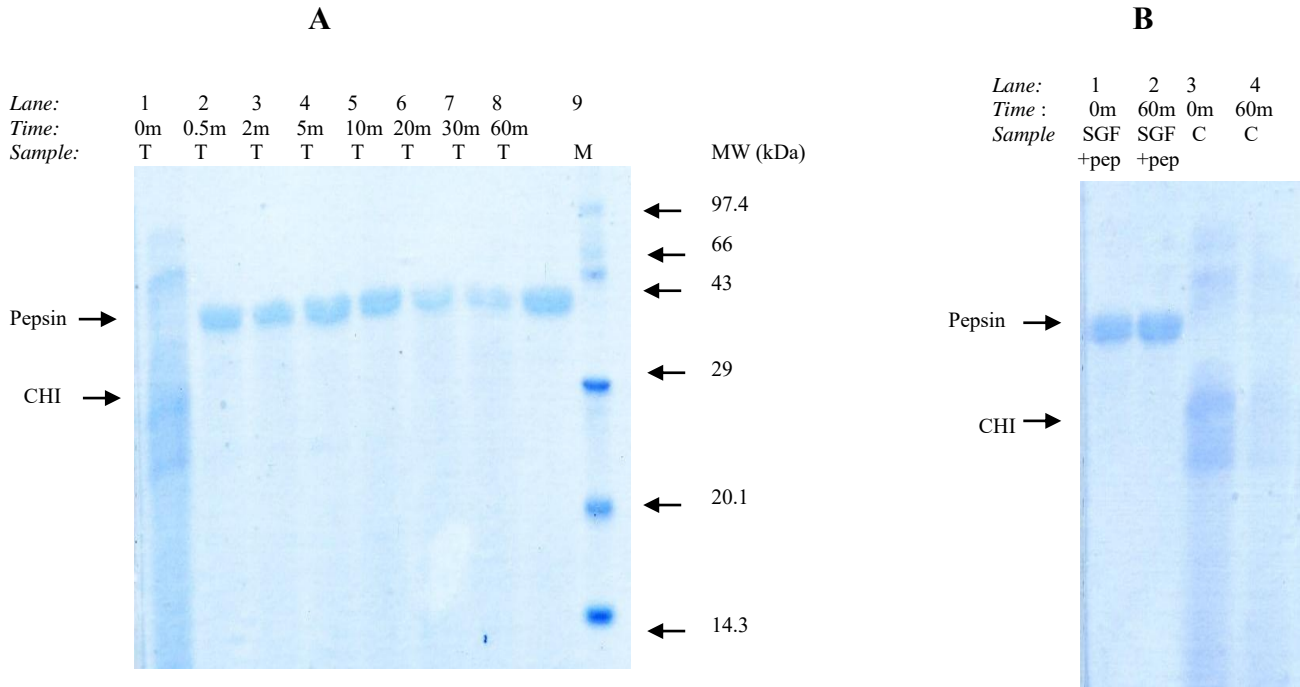 A
B
Lane: 1 2 3 4 5 6 7 8 9
Time: 0m 0.5m 2m 5m 10m 20m 30m 60m
Sample: T T T T T T T T M MW (kDa)
97.4
66
43
Pepsin
29
CHI
20.1
14.3
Lane: 1 2 3 4
Time : 0m 60m 0m 60m
Sample SGF SGF C C
+pep +pep
Pepsin
CHI